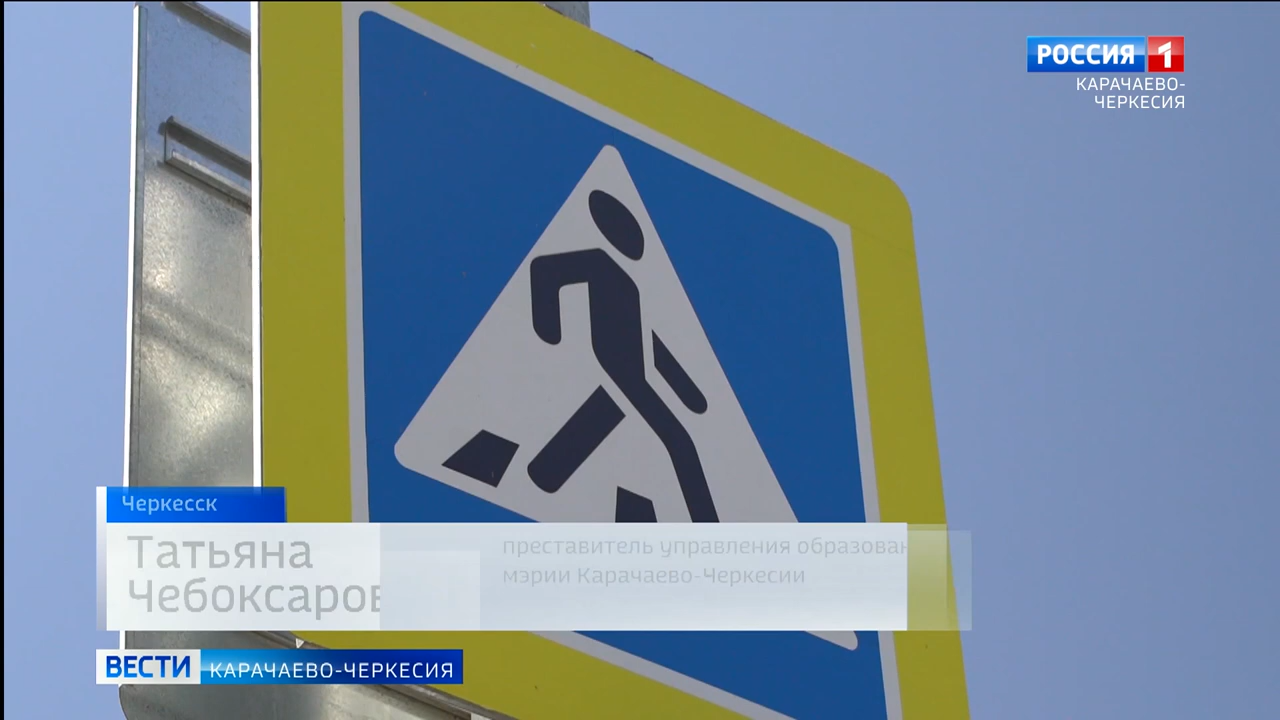 РОССИЯ 1
КАРАЧАЕВО-
ЧЕРКЕСИЯ
Черкесск
Татьяна
Чебоксаров
преставитель управления образован
мэрии Карачаево-Черкесии
ВЕСТИ КАРАЧАЕВО-ЧЕРКЕСИЯ